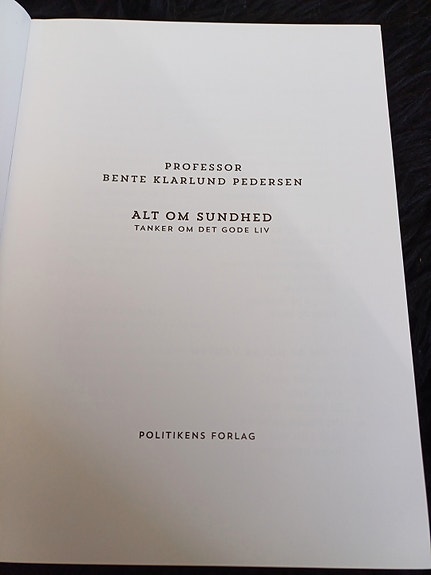 PROFESSOR
BENTE KLARLUND PEDERSEN
ALT OM SUNDHED
TANKER OM DET GODE LIV
POLITIKENS FORLAG